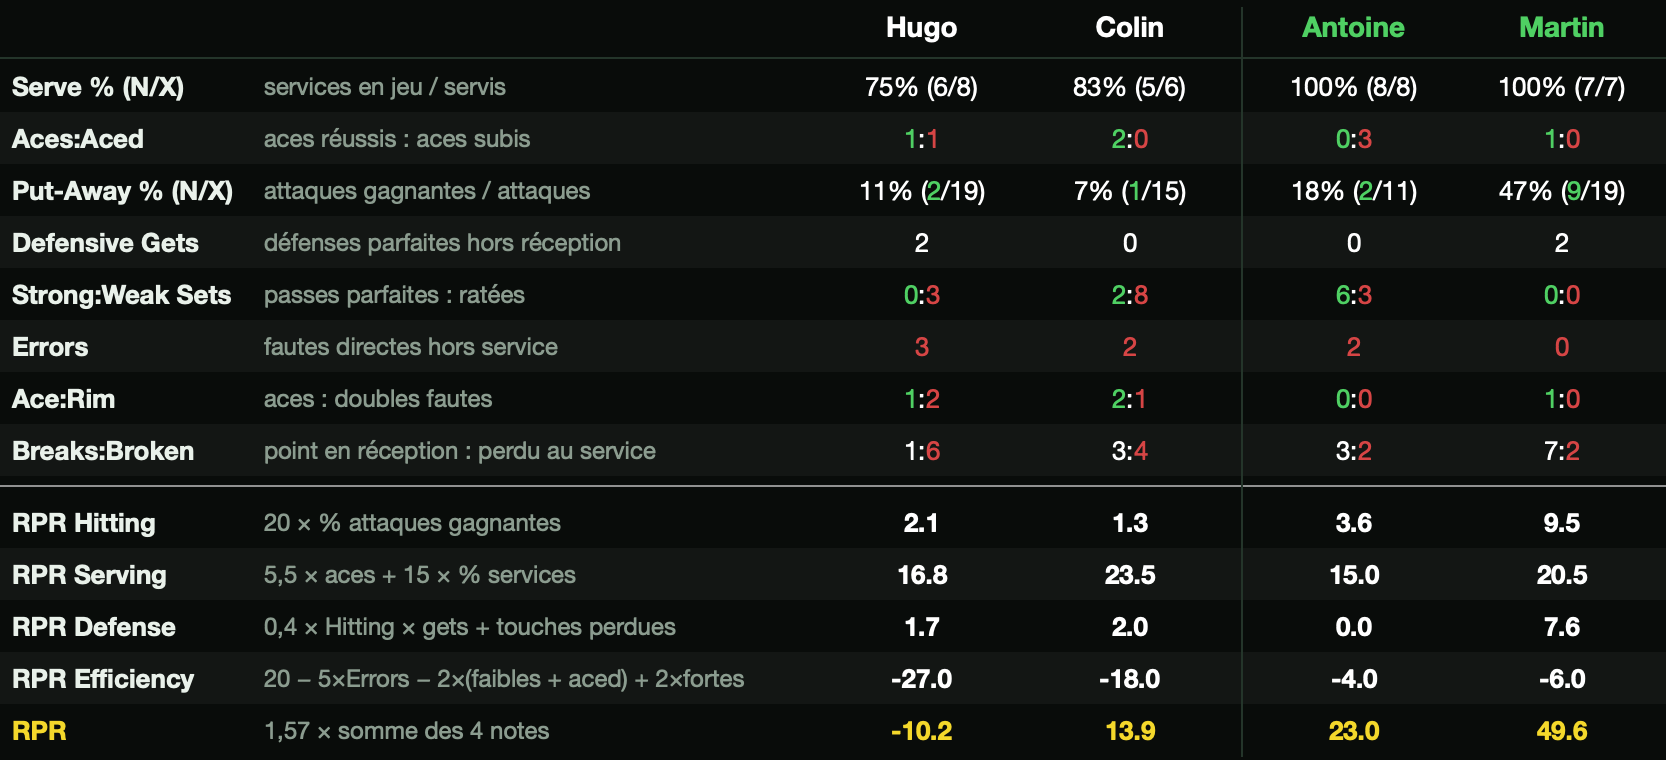 Hugo Colin Antoine Martin
Serve % (N/X) services en jeu / servis 75% (6/8) 83% (5/6) 100% (8/8) 100% (7/7)
Aces:Aced aces réussis : aces subis 1:1 2:0 0:3 1:0
Put-Away % (N/X) attaques gagnantes / attaques 11% (2/19) 7% (1/15) 18% (2/11) 47% (9/19)
Defensive Gets défenses parfaites hors réception 2 0 0 2
Strong:Weak Sets passes parfaites : ratées 0:3 2:8 6:3 0:0
Errors fautes directes hors service 3 2 2 0
Ace:Rim aces : doubles fautes 1:2 2:1 0:0 1:0
Breaks:Broken point en réception : perdu au service 1:6 3:4 3:2 7:2
RPR Hitting 20 × % attaques gagnantes 2.1 1.3 3.6 9.5
RPR Serving 5,5 × aces + 15 × % services 16.8 23.5 15.0 20.5
RPR Defense 0,4 × Hitting × gets + touches perdues 1.7 2.0 0.0 7.6
RPR Efficiency 20 − 5×Errors − 2×(faibles + aced) + 2×fortes -27.0 -18.0 -4.0 -6.0
RPR 1,57 × somme des 4 notes -10.2 13.9 23.0 49.6